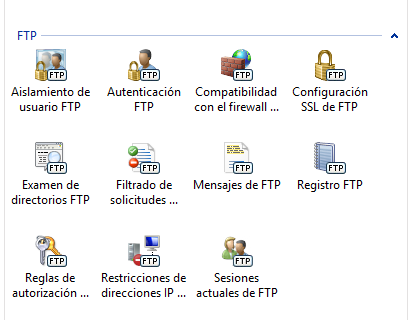 FTP
FTP FTP FTP FTP
Aislamiento de usuario FTP
Autenticación FTP
Compatibilidad con el firewall ...
Configuración SSL de FTP
FTP FTP FTP FTP
Examen de directorios FTP
Filtrado de solicitudes ...
Mensajes de FTP
Registro FTP
FTP FTP FTP
Reglas de autorización ...
Restricciones de direcciones IP ...
Sesiones actuales de FTP